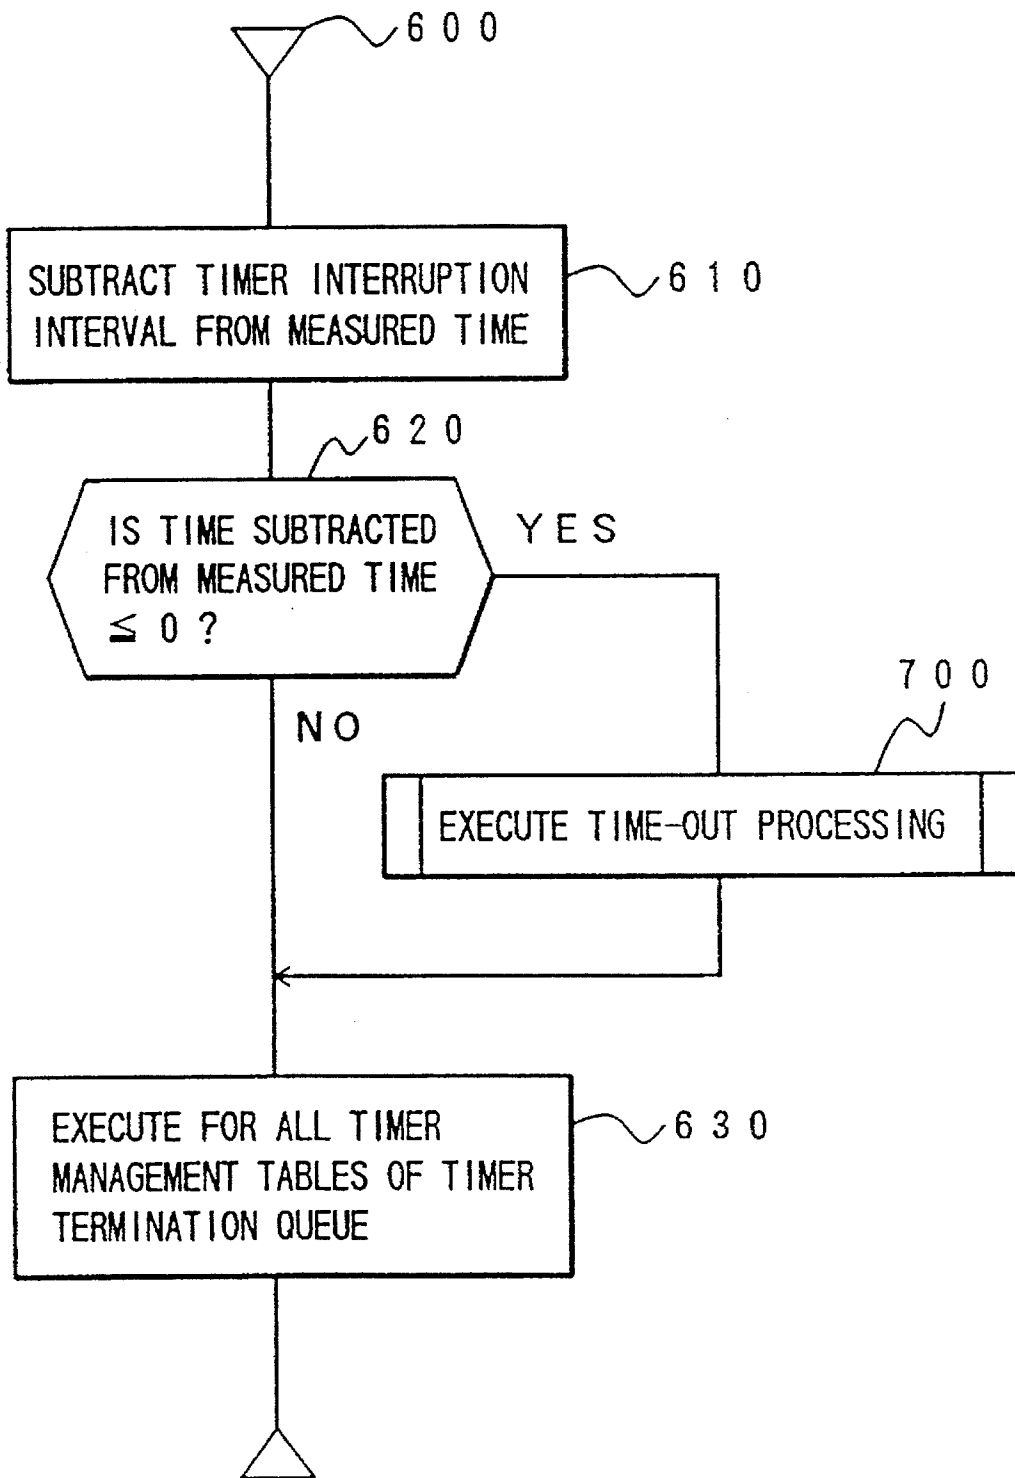 600
SUBTRACT TIMER INTERRUPTION
INTERVAL FROM MEASURED TIME
610
620
IS TIME SUBTRACTED
FROM MEASURED TIME
≦ 0 ?
YES
NO
700
EXECUTE TIME-OUT PROCESSING
EXECUTE FOR ALL TIMER
MANAGEMENT TABLES OF TIMER
TERMINATION QUEUE
630